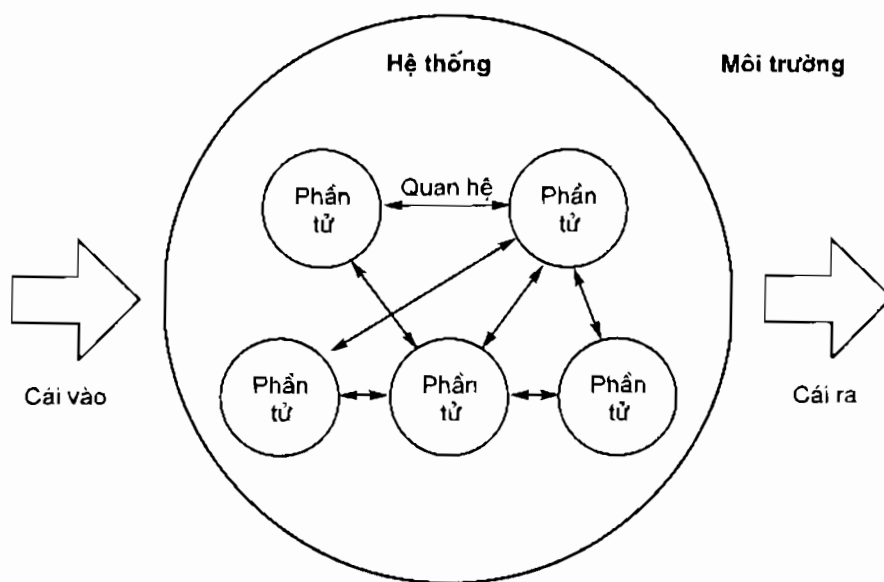 Hệ thống
Môi trường
Phần
tử
Quan hệ
Phần
tử
Cái vào
Phần
tử
Phần
tử
Phần
tử
Cái ra